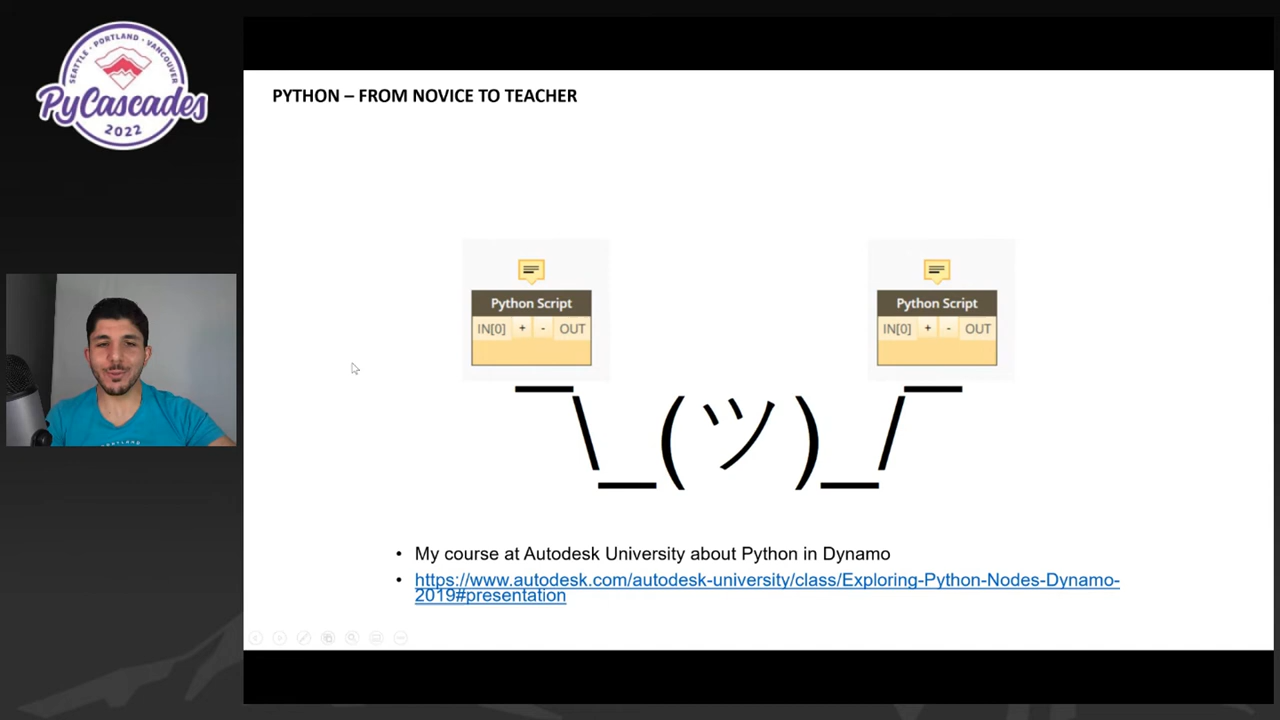 SEATTLE - PORTLAND - VANCOUVER
PyCascades
2022
PYTHON – FROM NOVICE TO TEACHER
Python Script
IN[0] + - OUT
Python Script
IN[0] + - OUT
¯\_(ツ)_/¯
• My course at Autodesk University about Python in Dynamo
• https://www.autodesk.com/autodesk-university/class/Exploring-Python-Nodes-Dynamo-
2019#presentation